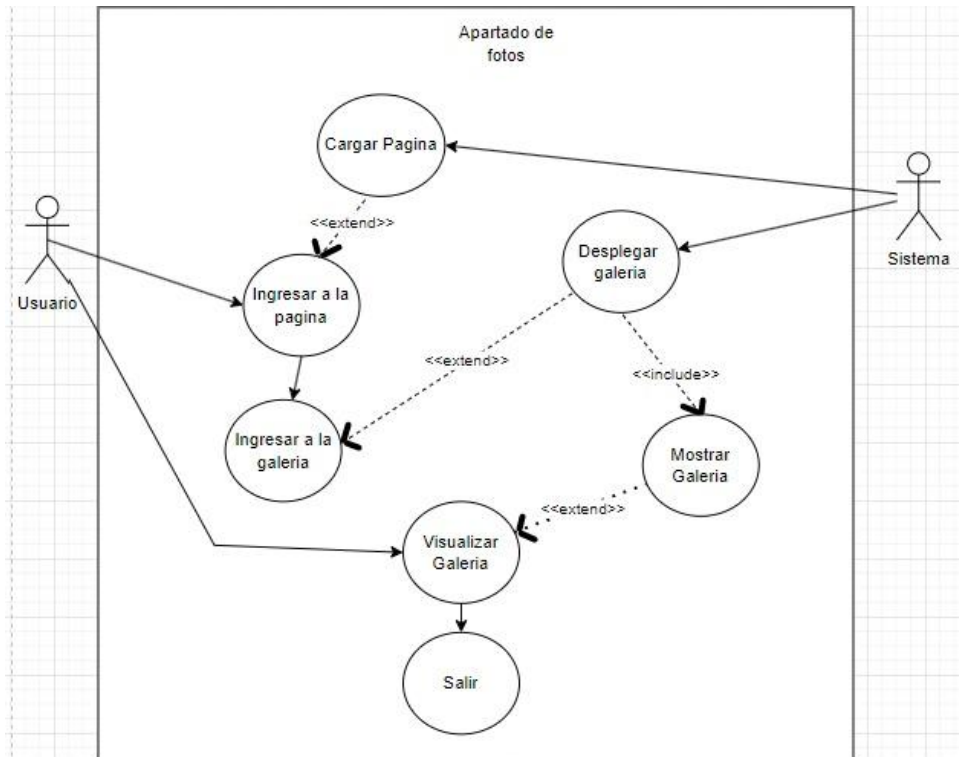 Apartado de
fotos
Cargar Pagina
<<extend>>
Desplegar
galeria
Sistema
Usuario
Ingresar a la
pagina
<<extend>>
<<include>>
Ingresar a la
galeria
Mostrar
Galeria
<<extend>>
Visualizar
Galeria
Salir